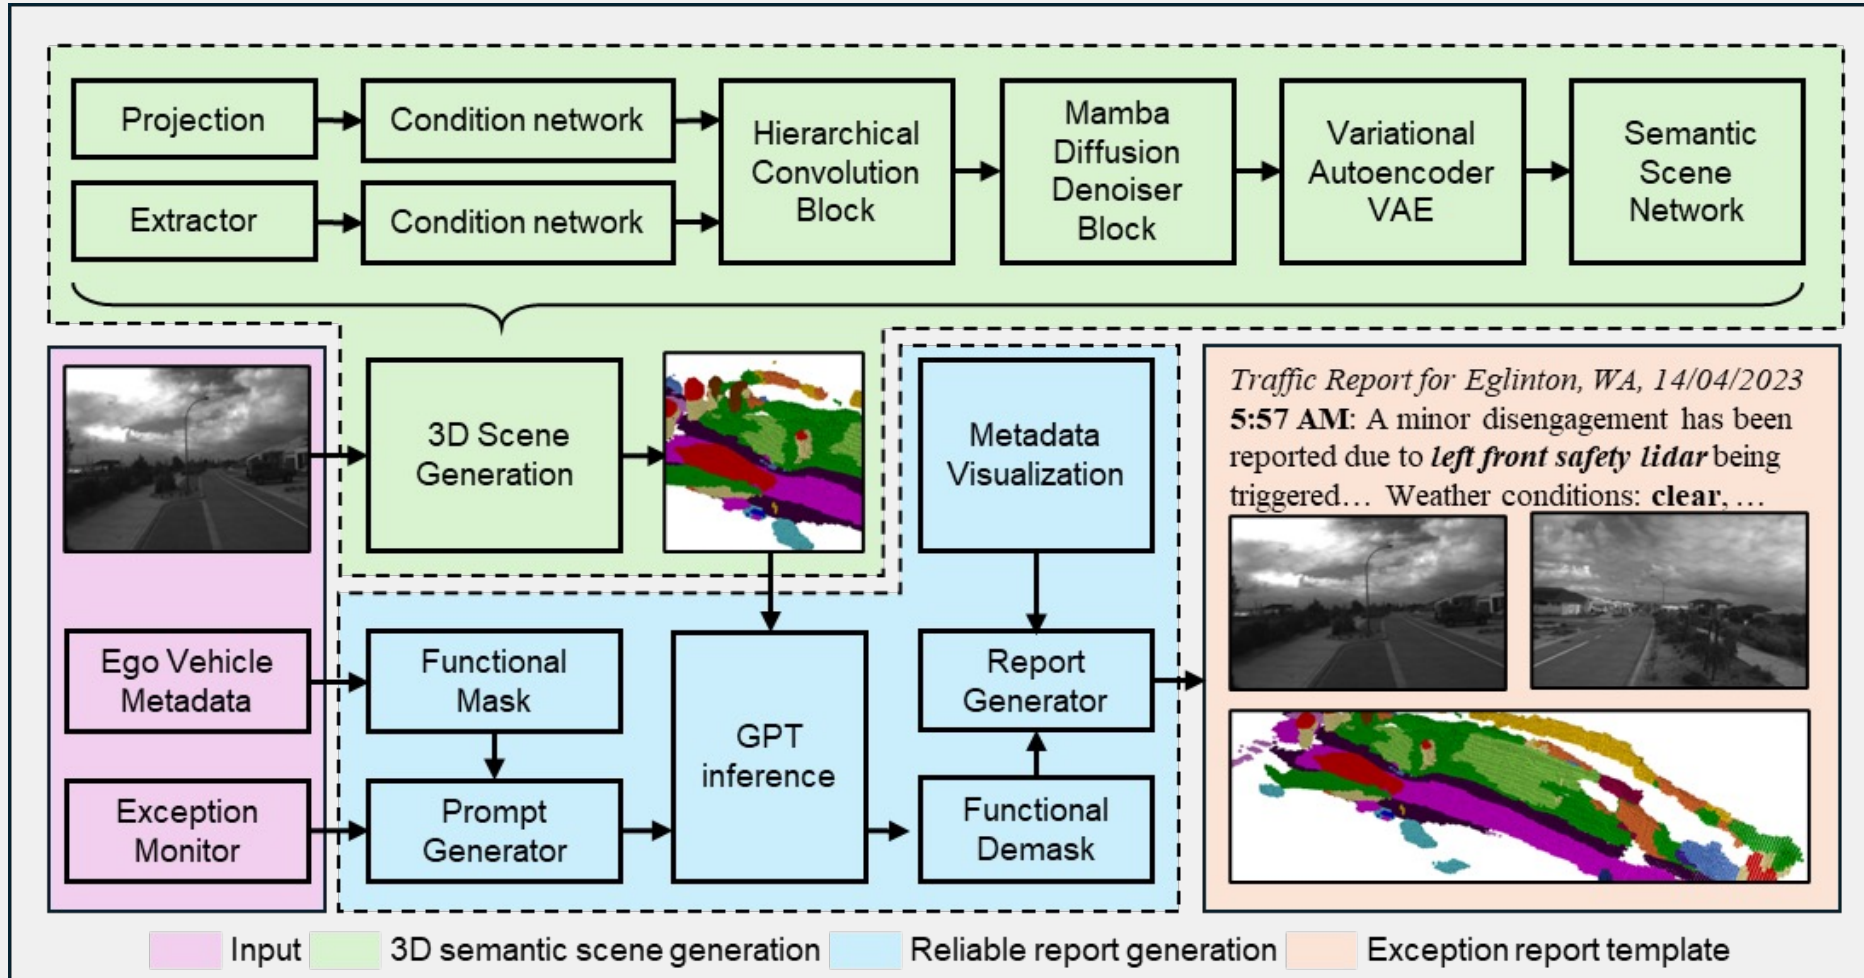 Projection
Condition network
Extractor
Condition network
Hierarchical
Convolution
Block
Mamba
Diffusion
Denoiser
Block
Variational
Autoencoder
VAE
Semantic
Scene
Network
3D Scene
Generation
Metadata
Visualization
Traffic Report for Eglinton, WA, 14/04/2023
5:57 AM: A minor disengagement has been
reported due to left front safety lidar being
triggered... Weather conditions: clear, ...
Ego Vehicle
Metadata
Functional
Mask
GPT
inference
Report
Generator
Exception
Monitor
Prompt
Generator
Functional
Demask
Input
3D semantic scene generation
Reliable report generation
Exception report template